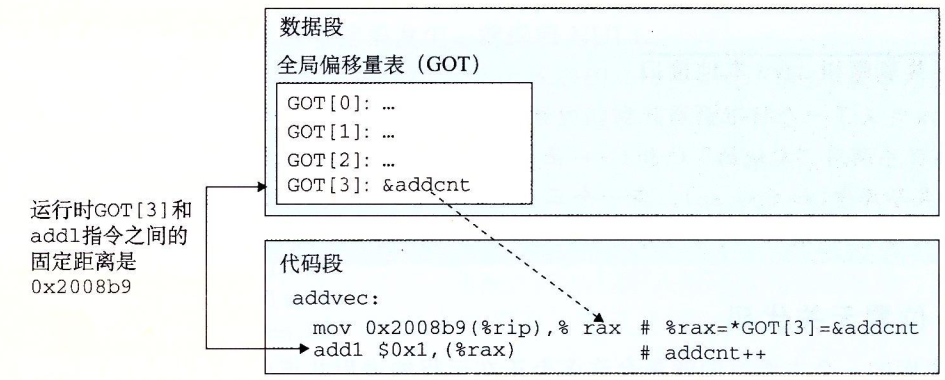 数据段
全局偏移量表（GOT）
GOT[0]: …
GOT[1]: …
GOT[2]: …
GOT[3]: &addcnt
运行时GOT[3]和
addl指令之间的
固定距离是
0x2008b9
代码段
addvec:
mov 0x2008b9(%rip),% rax # %rax=*GOT[3]=&addcnt
addl $0x1,(%rax) # addcnt++